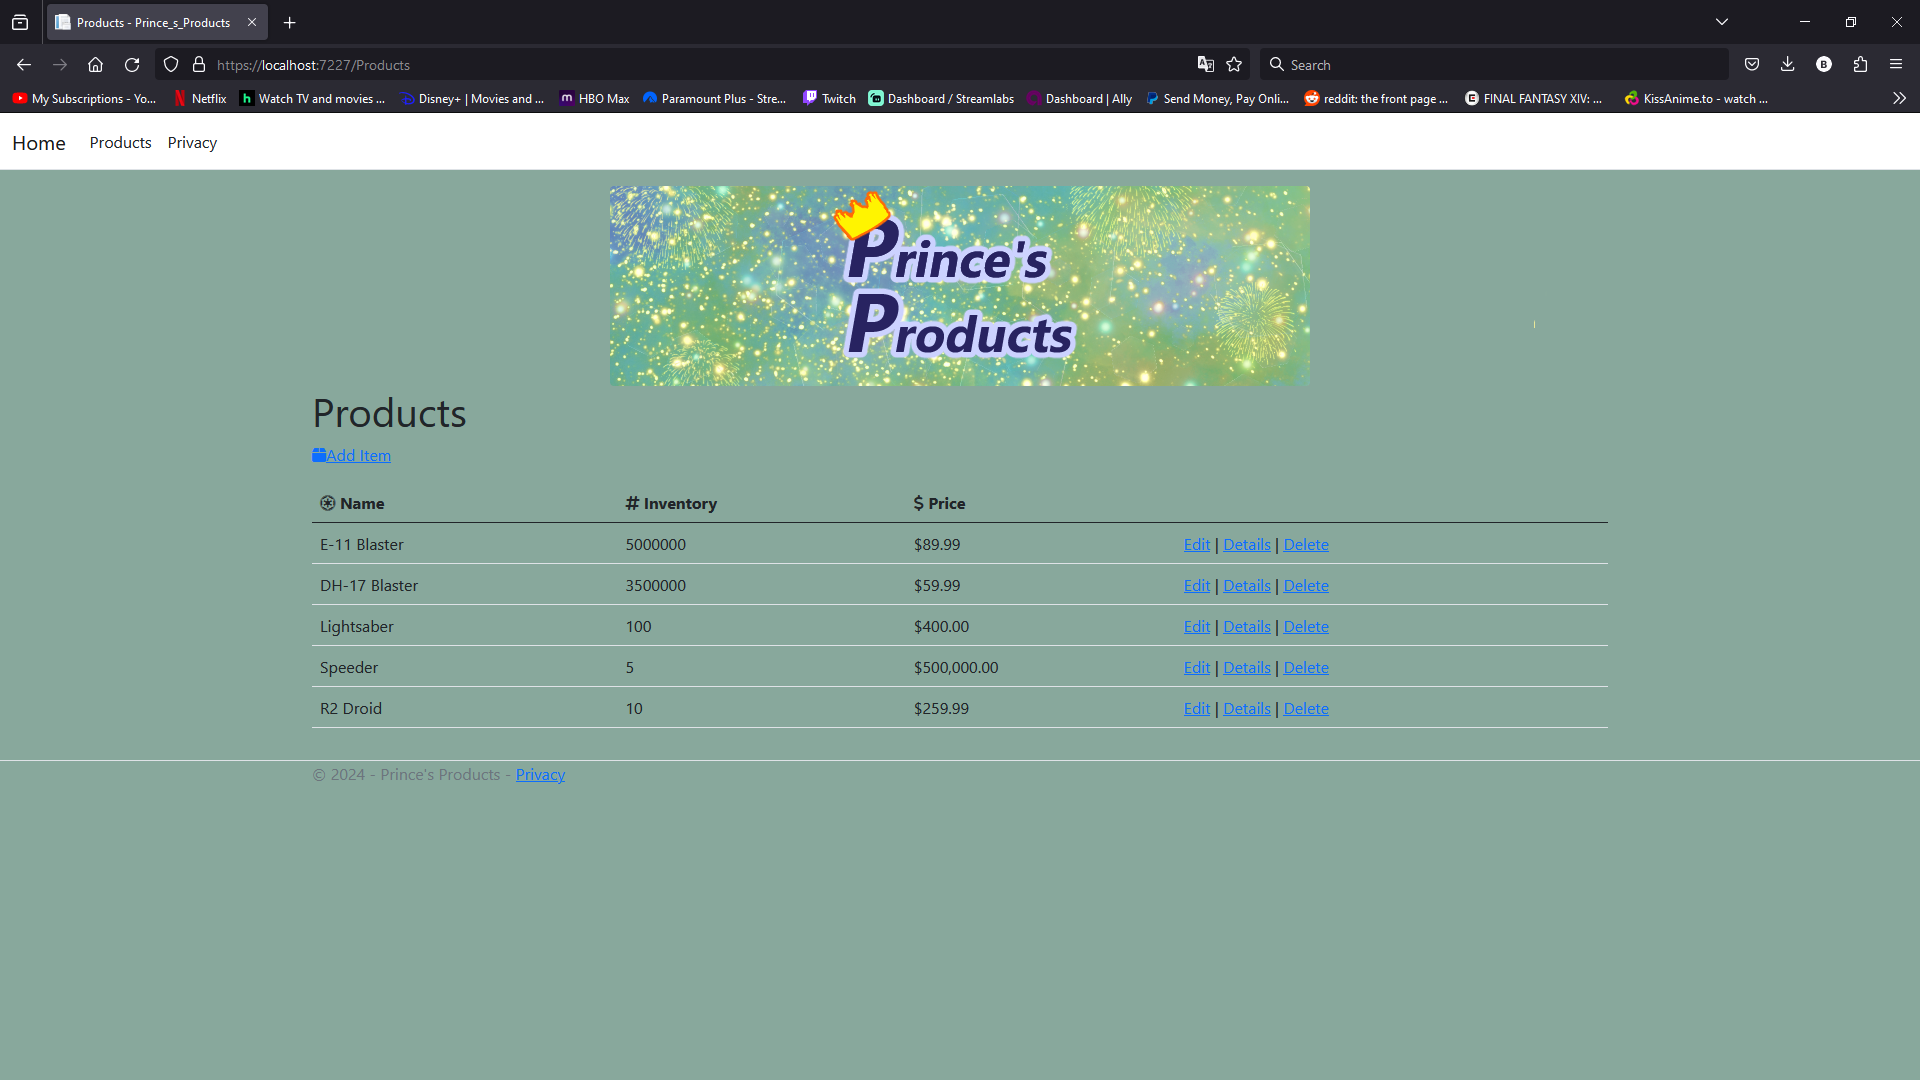 Products - Prince_s_Products
https://localhost:7227/Products
Search
My Subscriptions - Yo...
Netflix
Watch TV and movies ...
Disney+ | Movies and ...
HBO Max
Paramount Plus - Stre...
Twitch
Dashboard / Streamlabs
Dashboard | Ally
Send Money, Pay Onli...
reddit: the front page ...
FINAL FANTASY XIV: ...
KissAnime.to - watch ...
Home Products Privacy
Prince's
Products
Products
Add Item
Name # Inventory $ Price
E-11 Blaster 5000000 $89.99 Edit | Details | Delete
DH-17 Blaster 3500000 $59.99 Edit | Details | Delete
Lightsaber 100 $400.00 Edit | Details | Delete
Speeder 5 $500,000.00 Edit | Details | Delete
R2 Droid 10 $259.99 Edit | Details | Delete
© 2024 - Prince's Products - Privacy